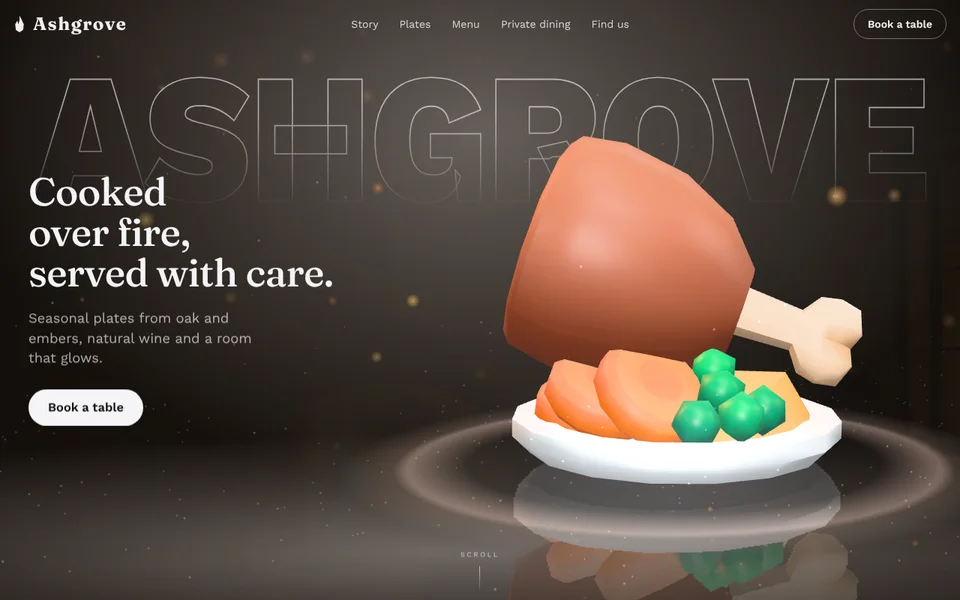 Ashgrove
Story
Plates
Menu
Private dining
Find us
Book a table
ASHGROVE
Cooked
over fire,
served with care.
Seasonal plates from oak and
embers, natural wine and a room
that glows.
Book a table
SCROLL